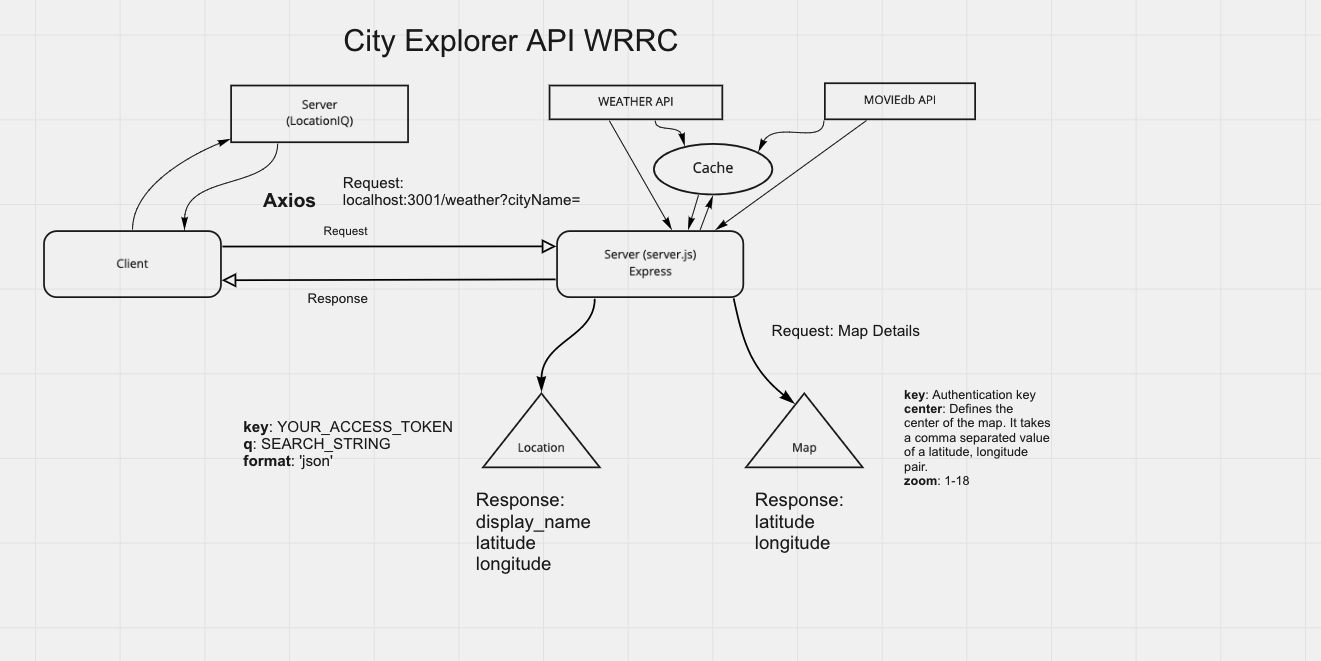 City Explorer API WRRC
Server
(LocationIQ)
WEATHER API
MOVIEdb API
Cache
Axios
Request:
localhost:3001/weather?cityName=
Request
Client
Server (server.js)
Express
Response
Request: Map Details
key: YOUR_ACCESS_TOKEN
q: SEARCH_STRING
format: 'json'
Location
Map
key: Authentication key
center: Defines the
center of the map. It takes
a comma separated value
of a latitude, longitude
pair.
zoom: 1-18
Response:
display_name
latitude
longitude
Response:
latitude
longitude